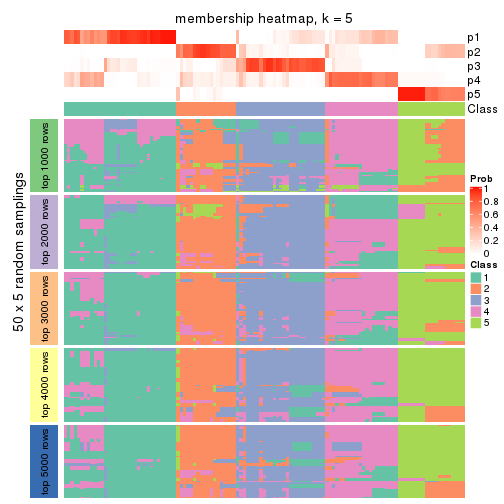 membership heatmap, k = 5
p1
p2
p3
p4
p5
Class
50 x 5 random samplings
top 1000 rows
top 2000 rows
top 3000 rows
top 4000 rows
top 5000 rows
Prob
1
0.8
0.6
0.4
0.2
0
Class
1
2
3
4
5